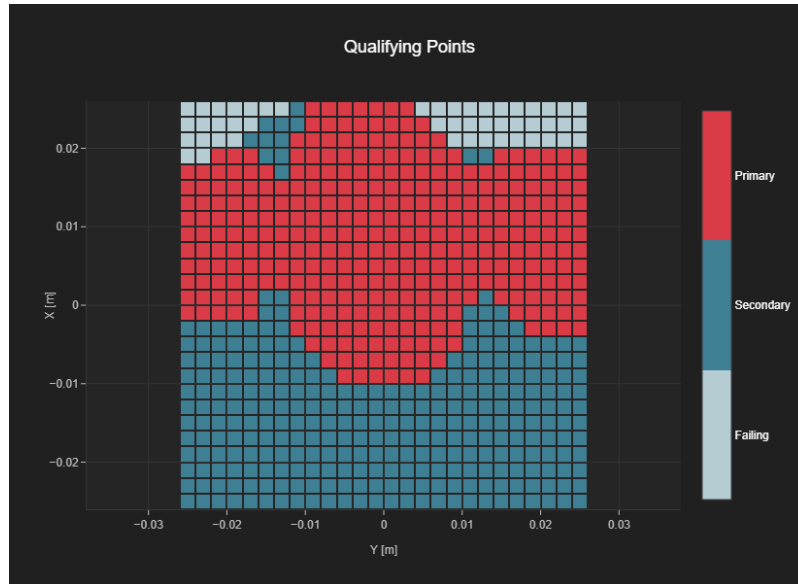 Qualifying Points
0.02
0.01
0
−0.01
−0.02
X [m]
−0.03
−0.02
−0.01
0
0.01
0.02
0.03
Y [m]
Primary
Secondary
Failing